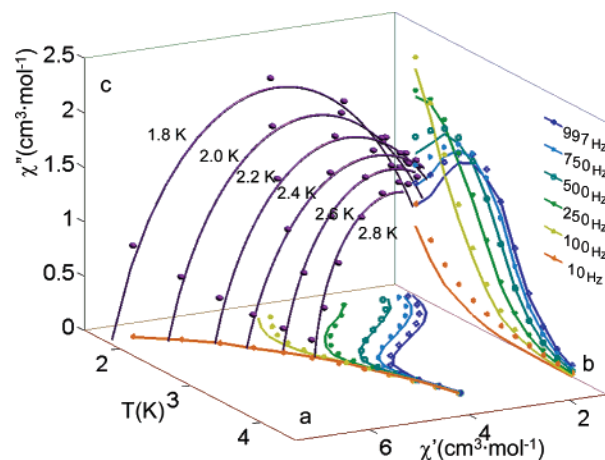 2.5
2
1.5
1
0.5
0
χ''(cm³·mol⁻¹)
c
1.8 K
2.0 K
2.2 K
2.4 K
2.6 K
2.8 K
997 Hz
750 Hz
500 Hz
250 Hz
100 Hz
10 Hz
2
3
4
T(K)
a
b
6
4
2
χ'(cm³·mol⁻¹)